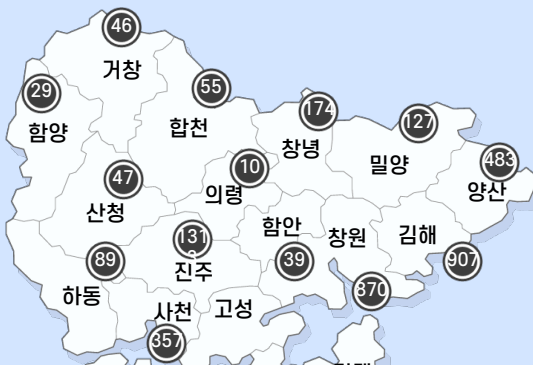 46
거창
29
55
함양
합천
174
창녕
127
밀양
483
양산
47
산청
10
의령
131
진주
함안
39
창원
김해
907
89
하동
870
사천
357
고성